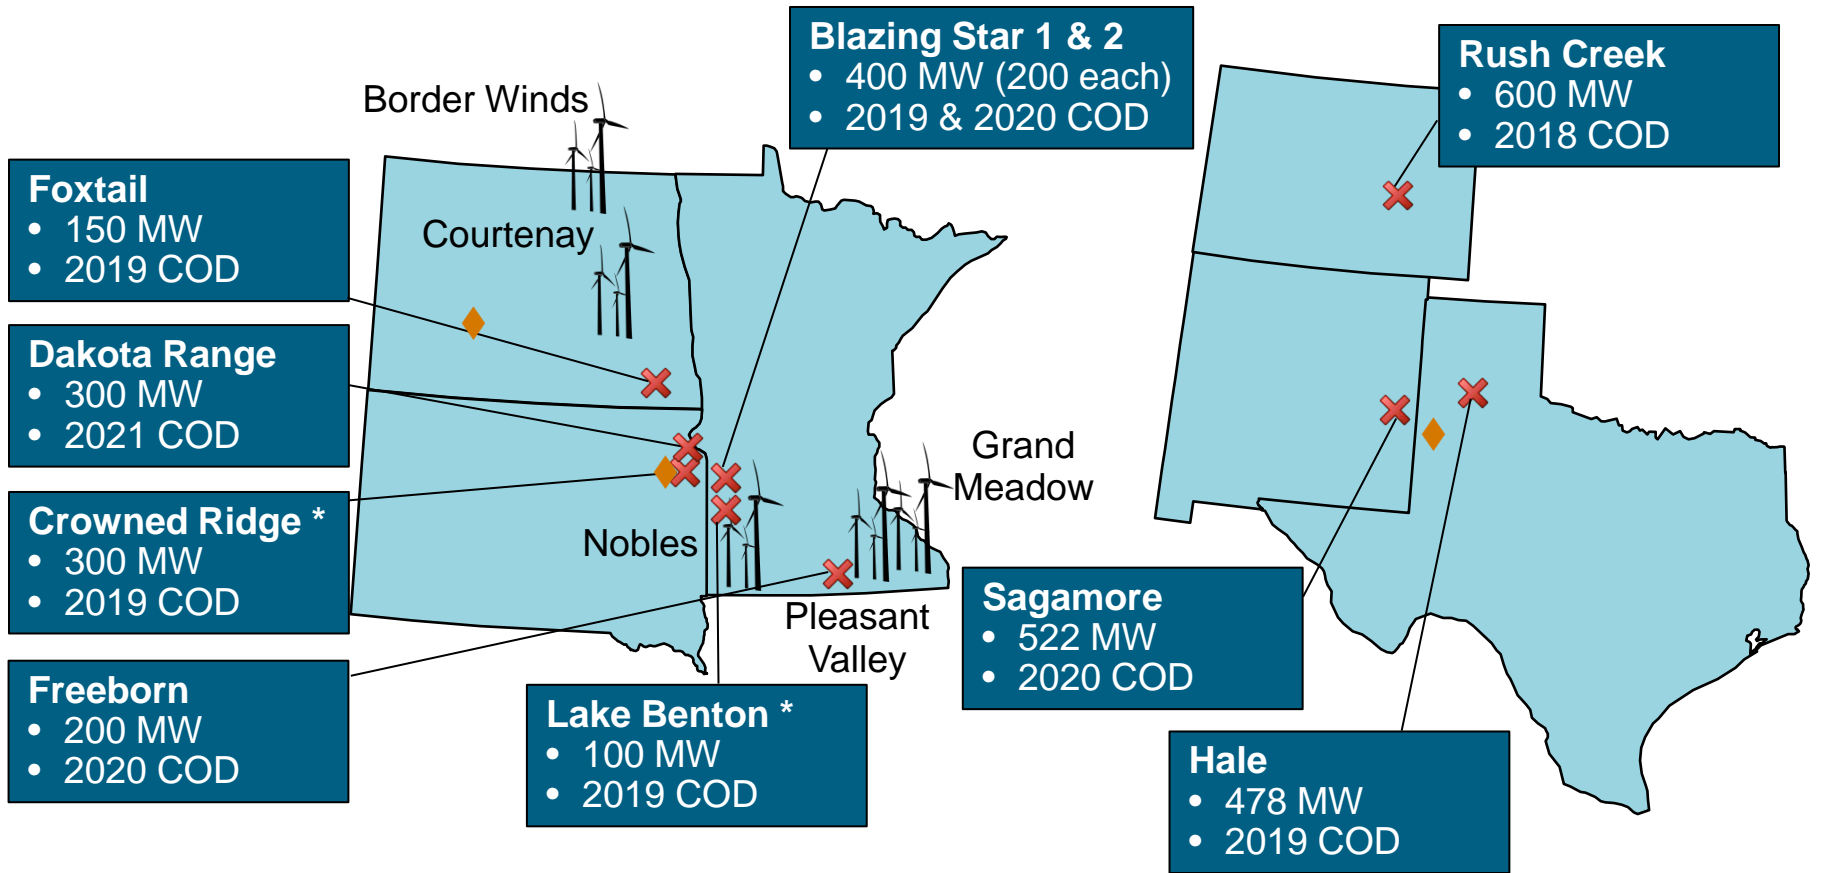 Blazing Star 1 & 2
• 400 MW (200 each)
• 2019 & 2020 COD
Rush Creek
• 600 MW
• 2018 COD
Border Winds
Foxtail
• 150 MW
• 2019 COD
Courtenay
Dakota Range
• 300 MW
• 2021 COD
Grand
Meadow
Crowned Ridge *
• 300 MW
• 2019 COD
Nobles
Pleasant
Valley
Sagamore
• 522 MW
• 2020 COD
Freeborn
• 200 MW
• 2020 COD
Lake Benton *
• 100 MW
• 2019 COD
Hale
• 478 MW
• 2019 COD